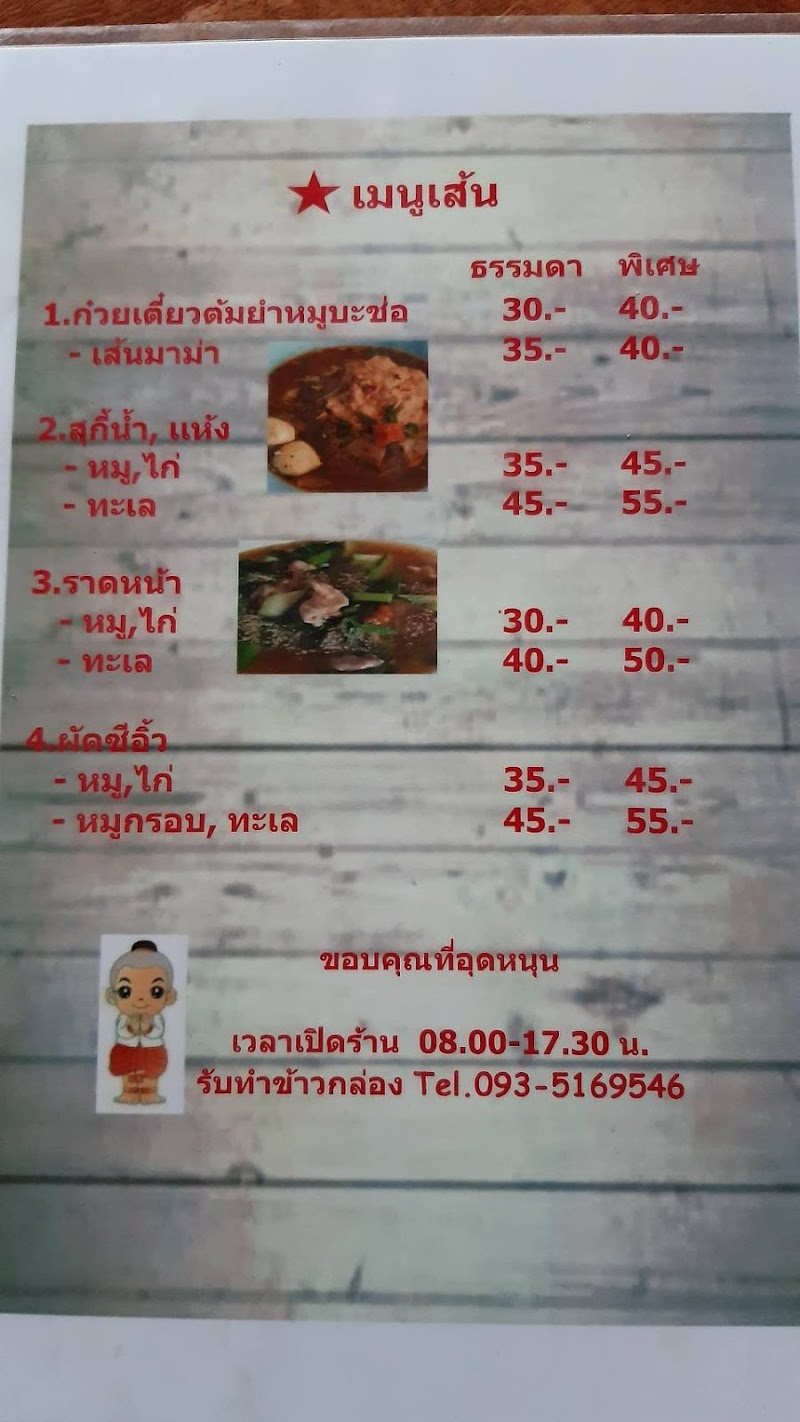 ★ เมนูเส้น
ธรรมดา พิเศษ
1.ก๋วยเตี๋ยวต้มยำหมูบะช่อ 30.- 40.-
- เส้นมาม่า 35.- 40.-
2.สุกี้น้ำ, แห้ง
- หมู,ไก่ 35.- 45.-
- ทะเล 45.- 55.-
3.ราดหน้า
- หมู,ไก่ 30.- 40.-
- ทะเล 40.- 50.-
4.ผัดซีอิ้ว
- หมู,ไก่ 35.- 45.-
- หมูกรอบ, ทะเล 45.- 55.-
ขอบคุณที่อุดหนุน
เวลาเปิดร้าน 08.00-17.30 น.
รับทำข้าวกล่อง Tel.093-5169546